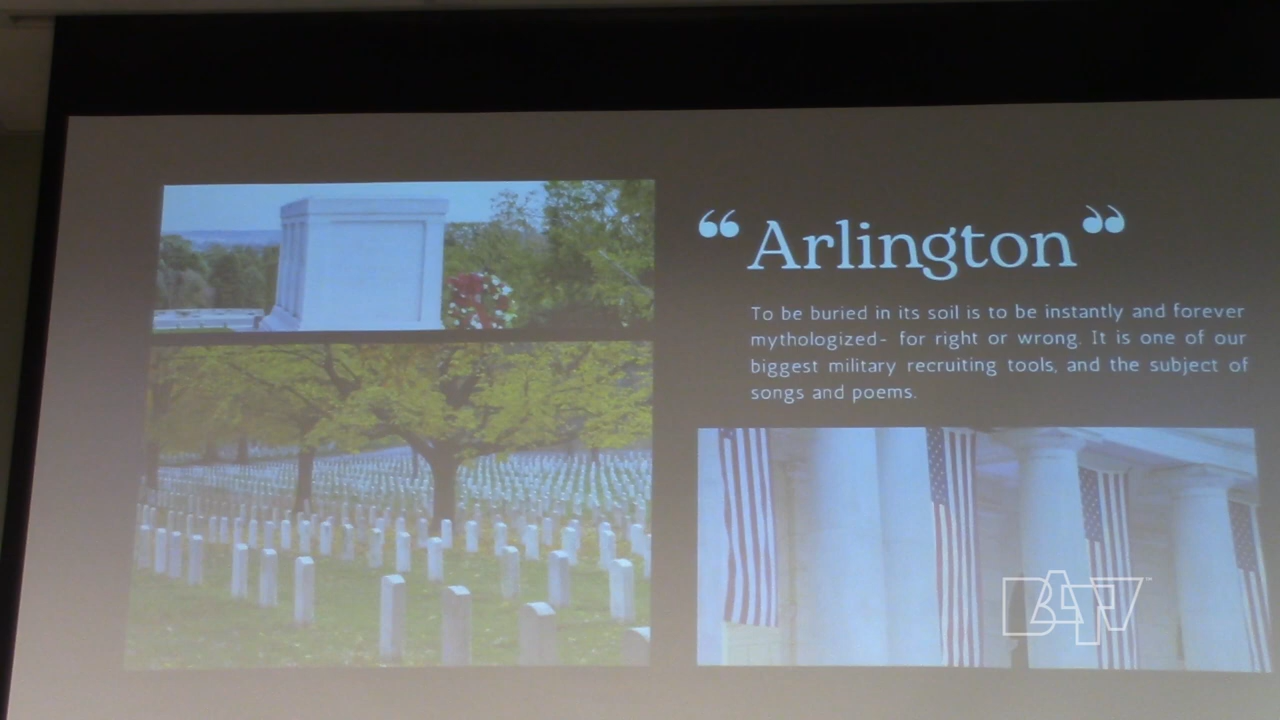 “Arlington”
To be buried in its soil is to be instantly and forever
mythologized- for right or wrong. It is one of our
biggest military recruiting tools, and the subject of
songs and poems.
BATV™